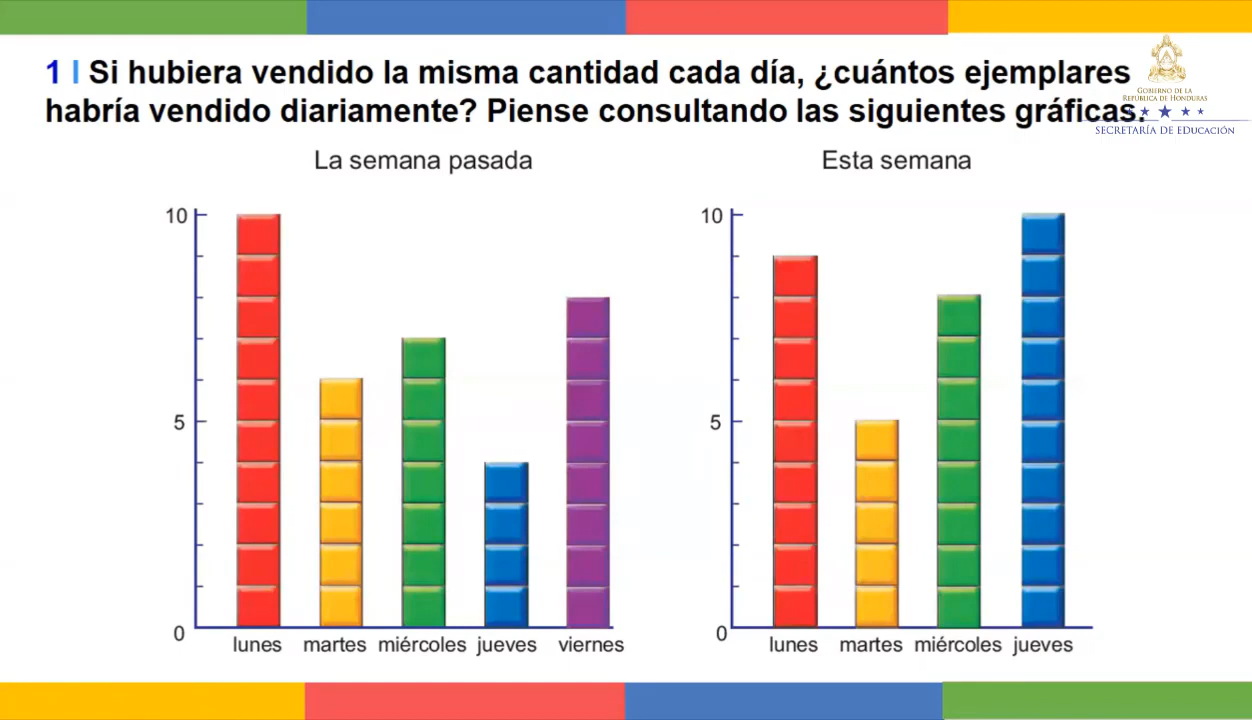 1 | Si hubiera vendido la misma cantidad cada día, ¿cuántos ejemplares
habría vendido diariamente? Piense consultando las siguientes gráficas.
GOBIERNO DE LA
REPÚBLICA DE HONDURAS
SECRETARÍA DE EDUCACIÓN
La semana pasada
10
5
0
lunes martes miércoles jueves viernes
Esta semana
10
5
0
lunes martes miércoles jueves